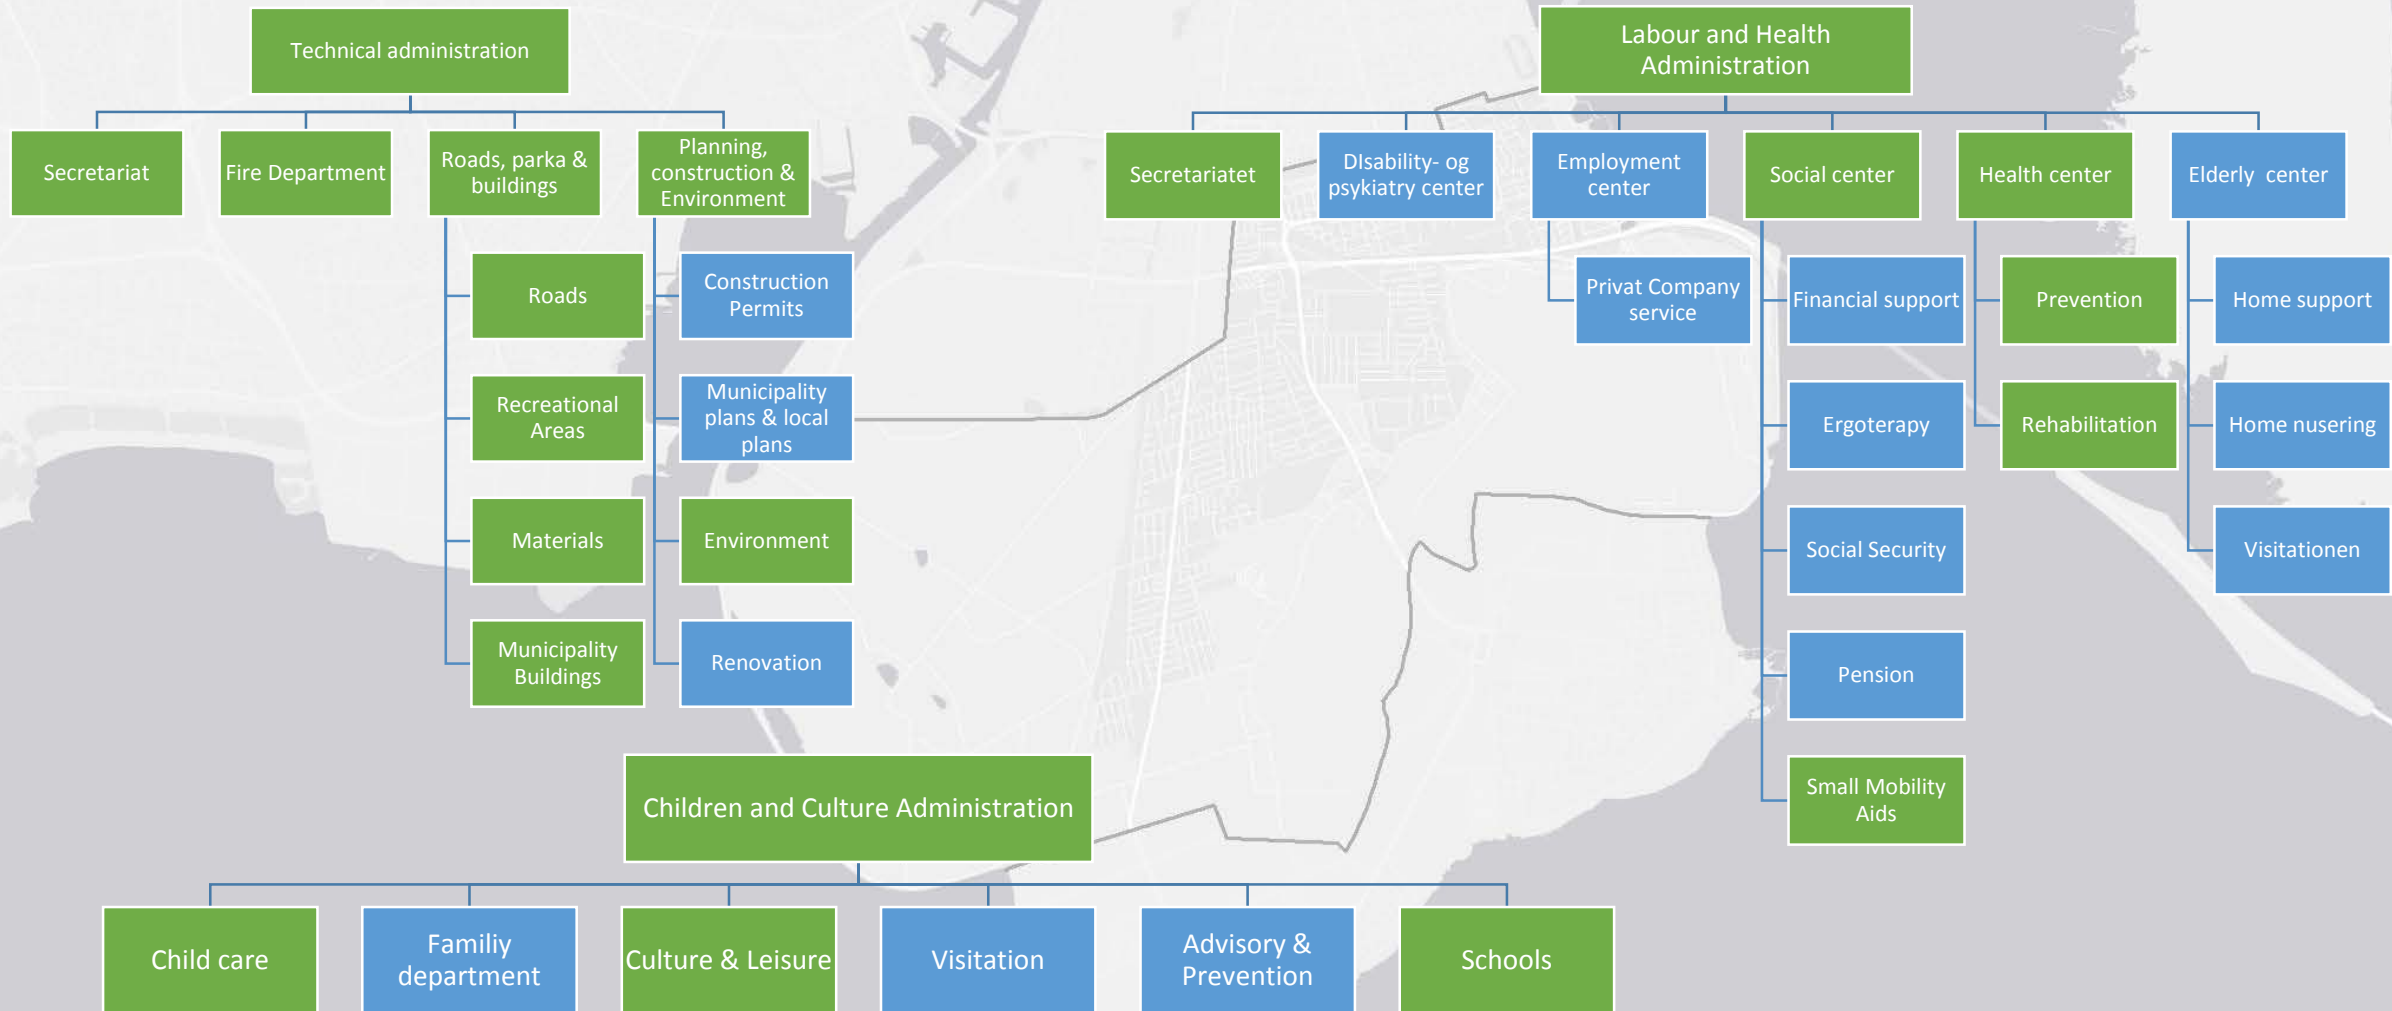 Technical administration
Secretariat
Fire Department
Roads, parka &
buildings
Roads
Recreational
Areas
Materials
Municipality
Buildings
Planning,
construction &
Environment
Construction
Permits
Municipality
plans & local
plans
Environment
Renovation
Labour and Health
Administration
Secretariatet
DIsability- og
psykiatry center
Employment
center
Privat Company
service
Social center
Financial support
Ergoterapy
Social Security
Pension
Small Mobility
Aids
Health center
Prevention
Rehabilitation
Elderly  center
Home support
Home nusering
Visitationen
Children and Culture Administration
Child care
Familiy
department
Culture & Leisure
Visitation
Advisory &
Prevention
Schools